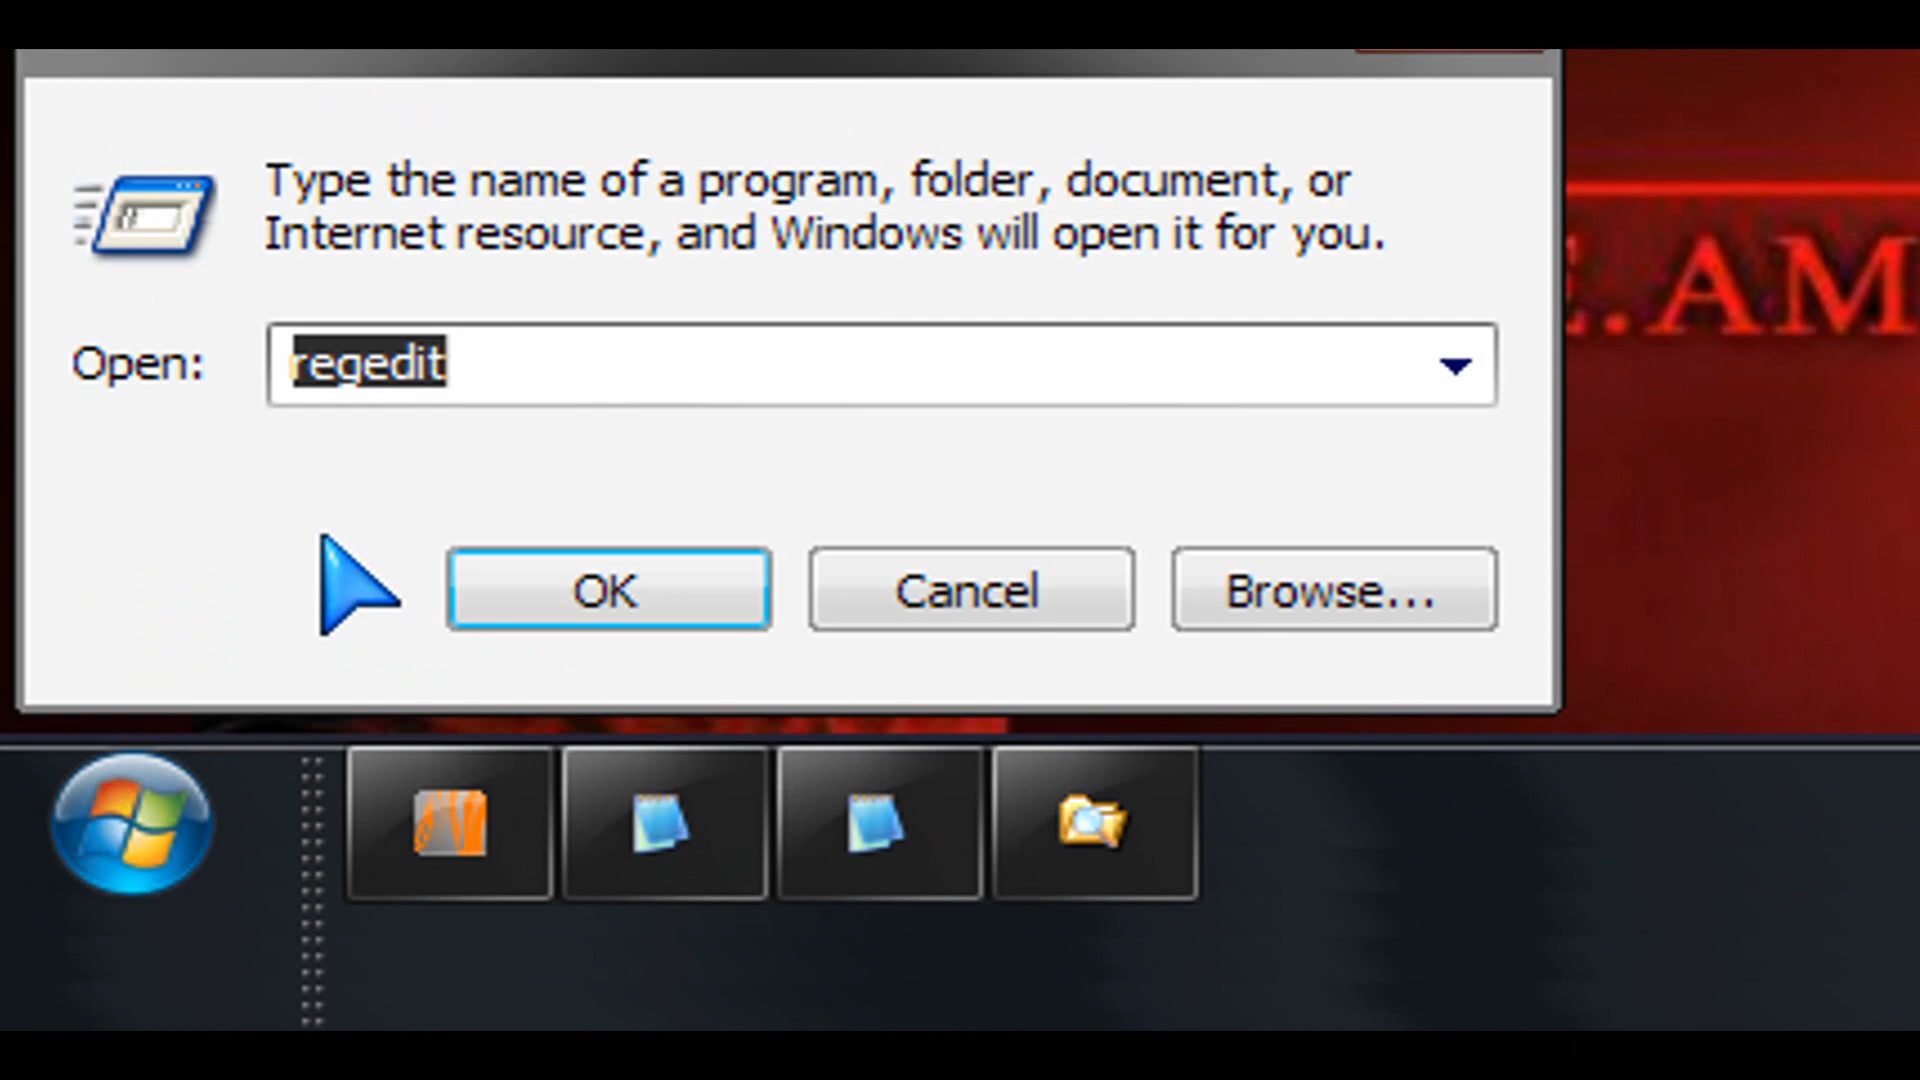 Type the name of a program, folder, document, or
Internet resource, and Windows will open it for you.
Open: regedit
OK Cancel Browse...
.AM